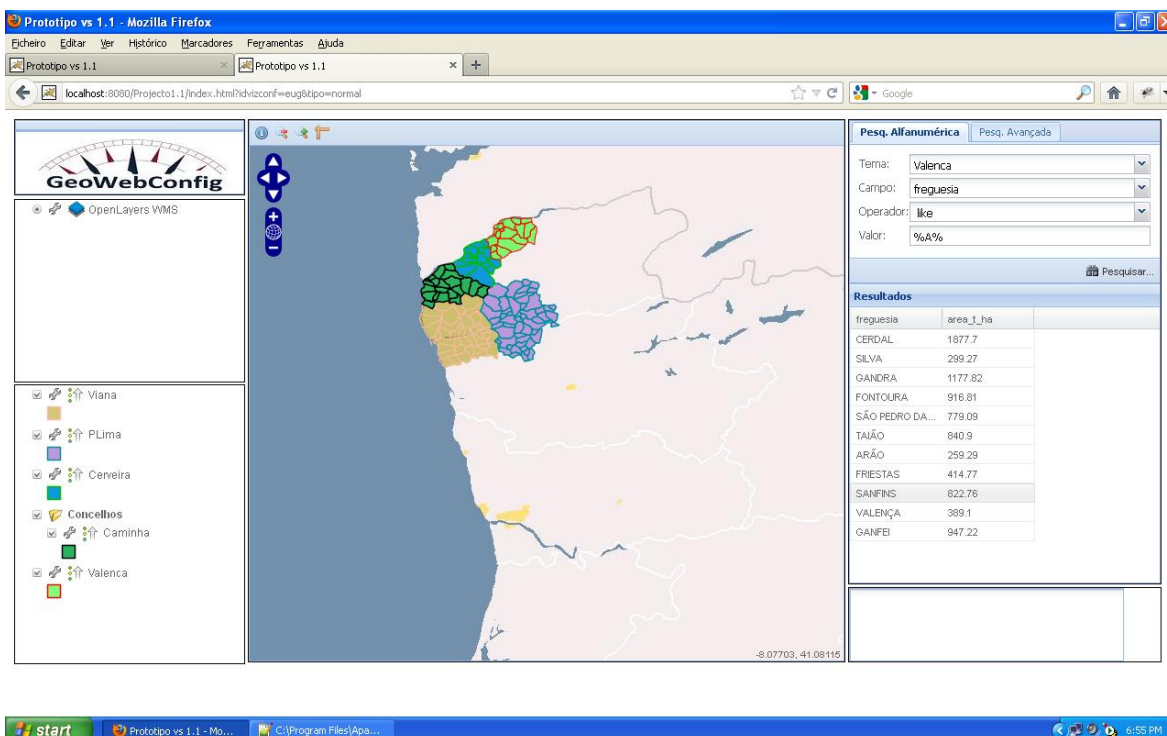 Prototipo vs 1.1 - Mozilla Firefox
Ficheiro Editar Ver Histórico Marcadores Ferramentas Ajuda
Prototipo vs 1.1 Prototipo vs 1.1
localhost:8080/Projecto1.1/index.html?idvizconf=eug&tipo=normal
Google
GeoWebConfig
OpenLayers WMS
Viana
PLima
Cerveira
Concelhos
Caminha
Valenca
-8.07703, 41.08115
Pesq. Alfanumérica Pesq. Avançada
Tema: Valenca
Campo: freguesia
Operador: like
Valor: %A%
Pesquisar...
Resultados
freguesia area_t_ha
CERDAL 1877.7
SILVA 299.27
GANDRA 1177.82
FONTOURA 916.81
SÃO PEDRO DA... 779.09
TAIÃO 840.9
ARÃO 259.29
FRIESTAS 414.77
SANFINS 822.76
VALENÇA 389.1
GANFEI 947.22
start Prototipo vs 1.1 - Mo... C:\Program Files\Apa... 6:55 PM